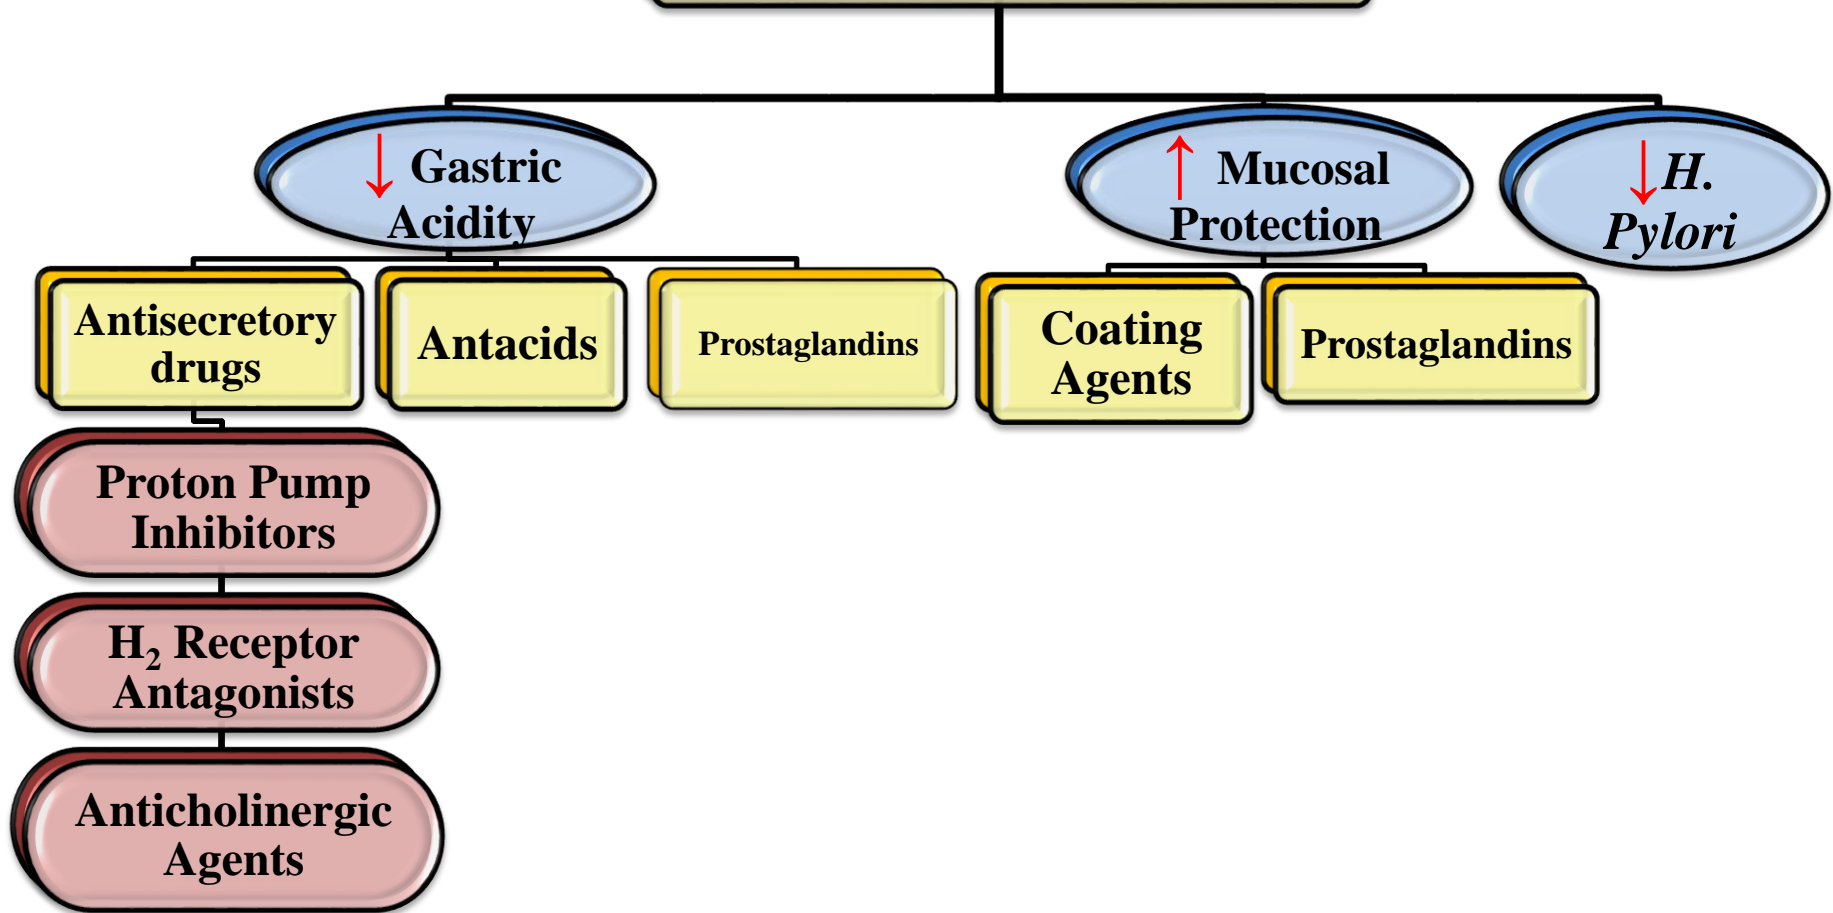 ↓ Gastric
Acidity
↑ Mucosal
Protection
↓ H.
Pylori
Antisecretory
drugs
Antacids
Prostaglandins
Coating
Agents
Prostaglandins
Proton Pump
Inhibitors
H₂ Receptor
Antagonists
Anticholinergic
Agents